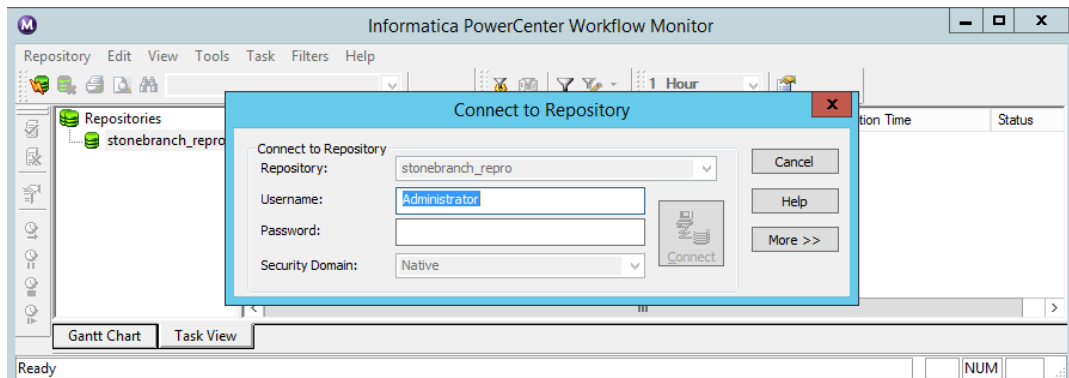 M
Informatica PowerCenter Workflow Monitor
Repository Edit View Tools Task Filters Help
1 Hour
Repositories
stonebranch_repro
tion Time
Status
Connect to Repository
Connect to Repository
Repository:
stonebranch_repro
Cancel
Username:
Administrator
Help
Password:
More >>
Connect
Security Domain:
Native
Gantt Chart
Task View
Ready
NUM